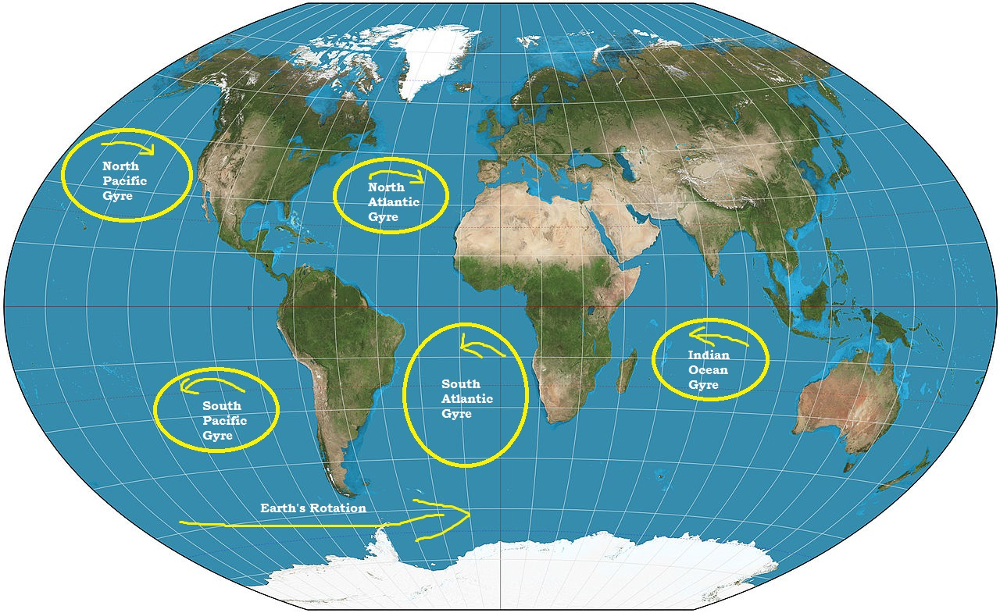 North
Pacific
Gyre
North
Atlantic
Gyre
Indian
Ocean
Gyre
South
Atlantic
Gyre
South
Pacific
Gyre
Earth's Rotation